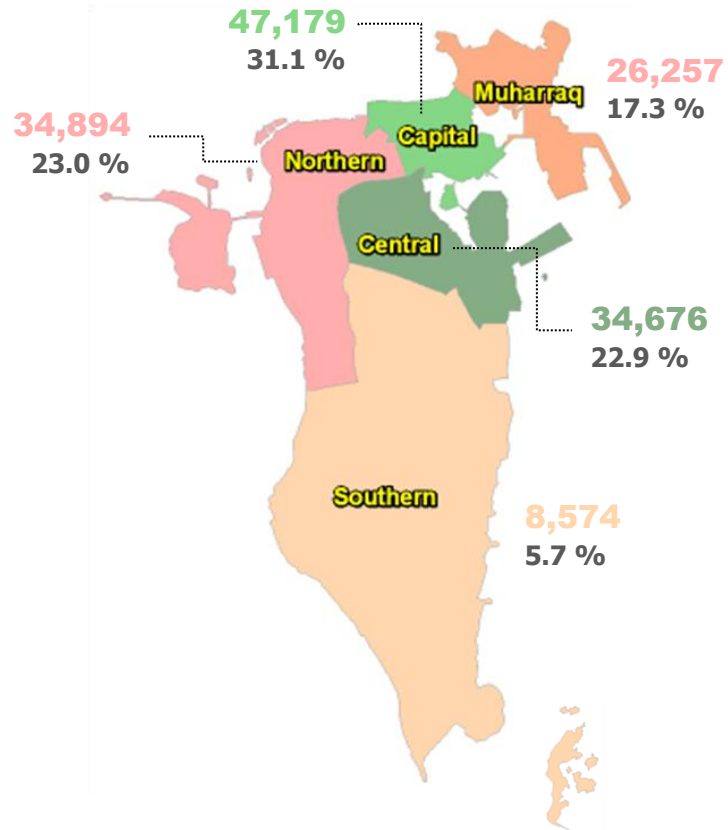 47,179
31.1 %
Muharraq
26,257
17.3 %
34,894
23.0 %
Capital
Northern
Central
34,676
22.9 %
Southern
8,574
5.7 %